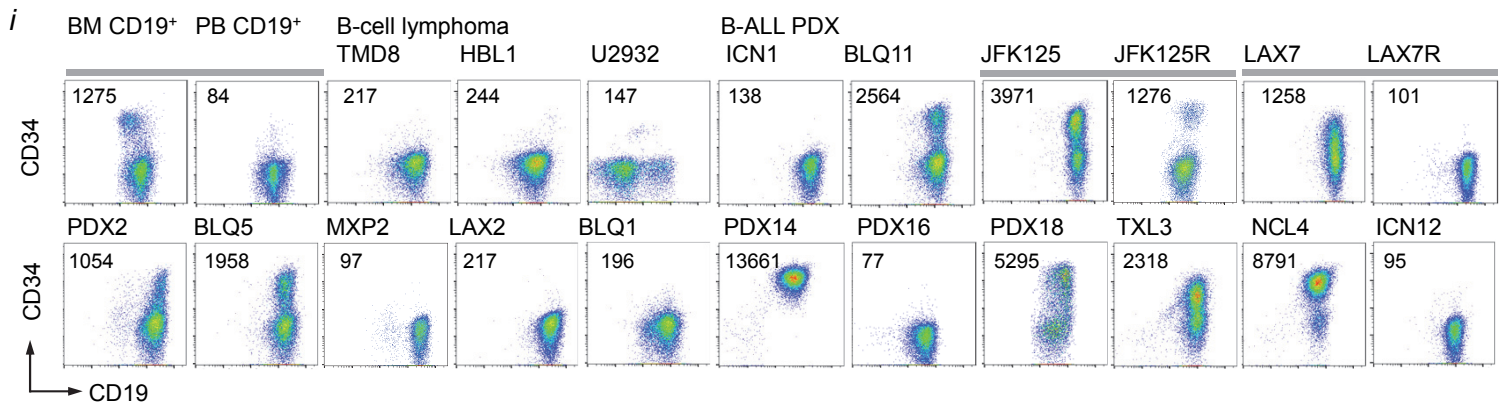 i
BM CD19+ PB CD19+ B-cell lymphoma B-ALL PDX
TMD8 HBL1 U2932 ICN1 BLQ11 JFK125 JFK125R LAX7 LAX7R
1275 84 217 244 147 138 2564 3971 1276 1258 101
CD34
PDX2 BLQ5 MXP2 LAX2 BLQ1 PDX14 PDX16 PDX18 TXL3 NCL4 ICN12
1054 1958 97 217 196 13661 77 5295 2318 8791 95
CD34
CD19